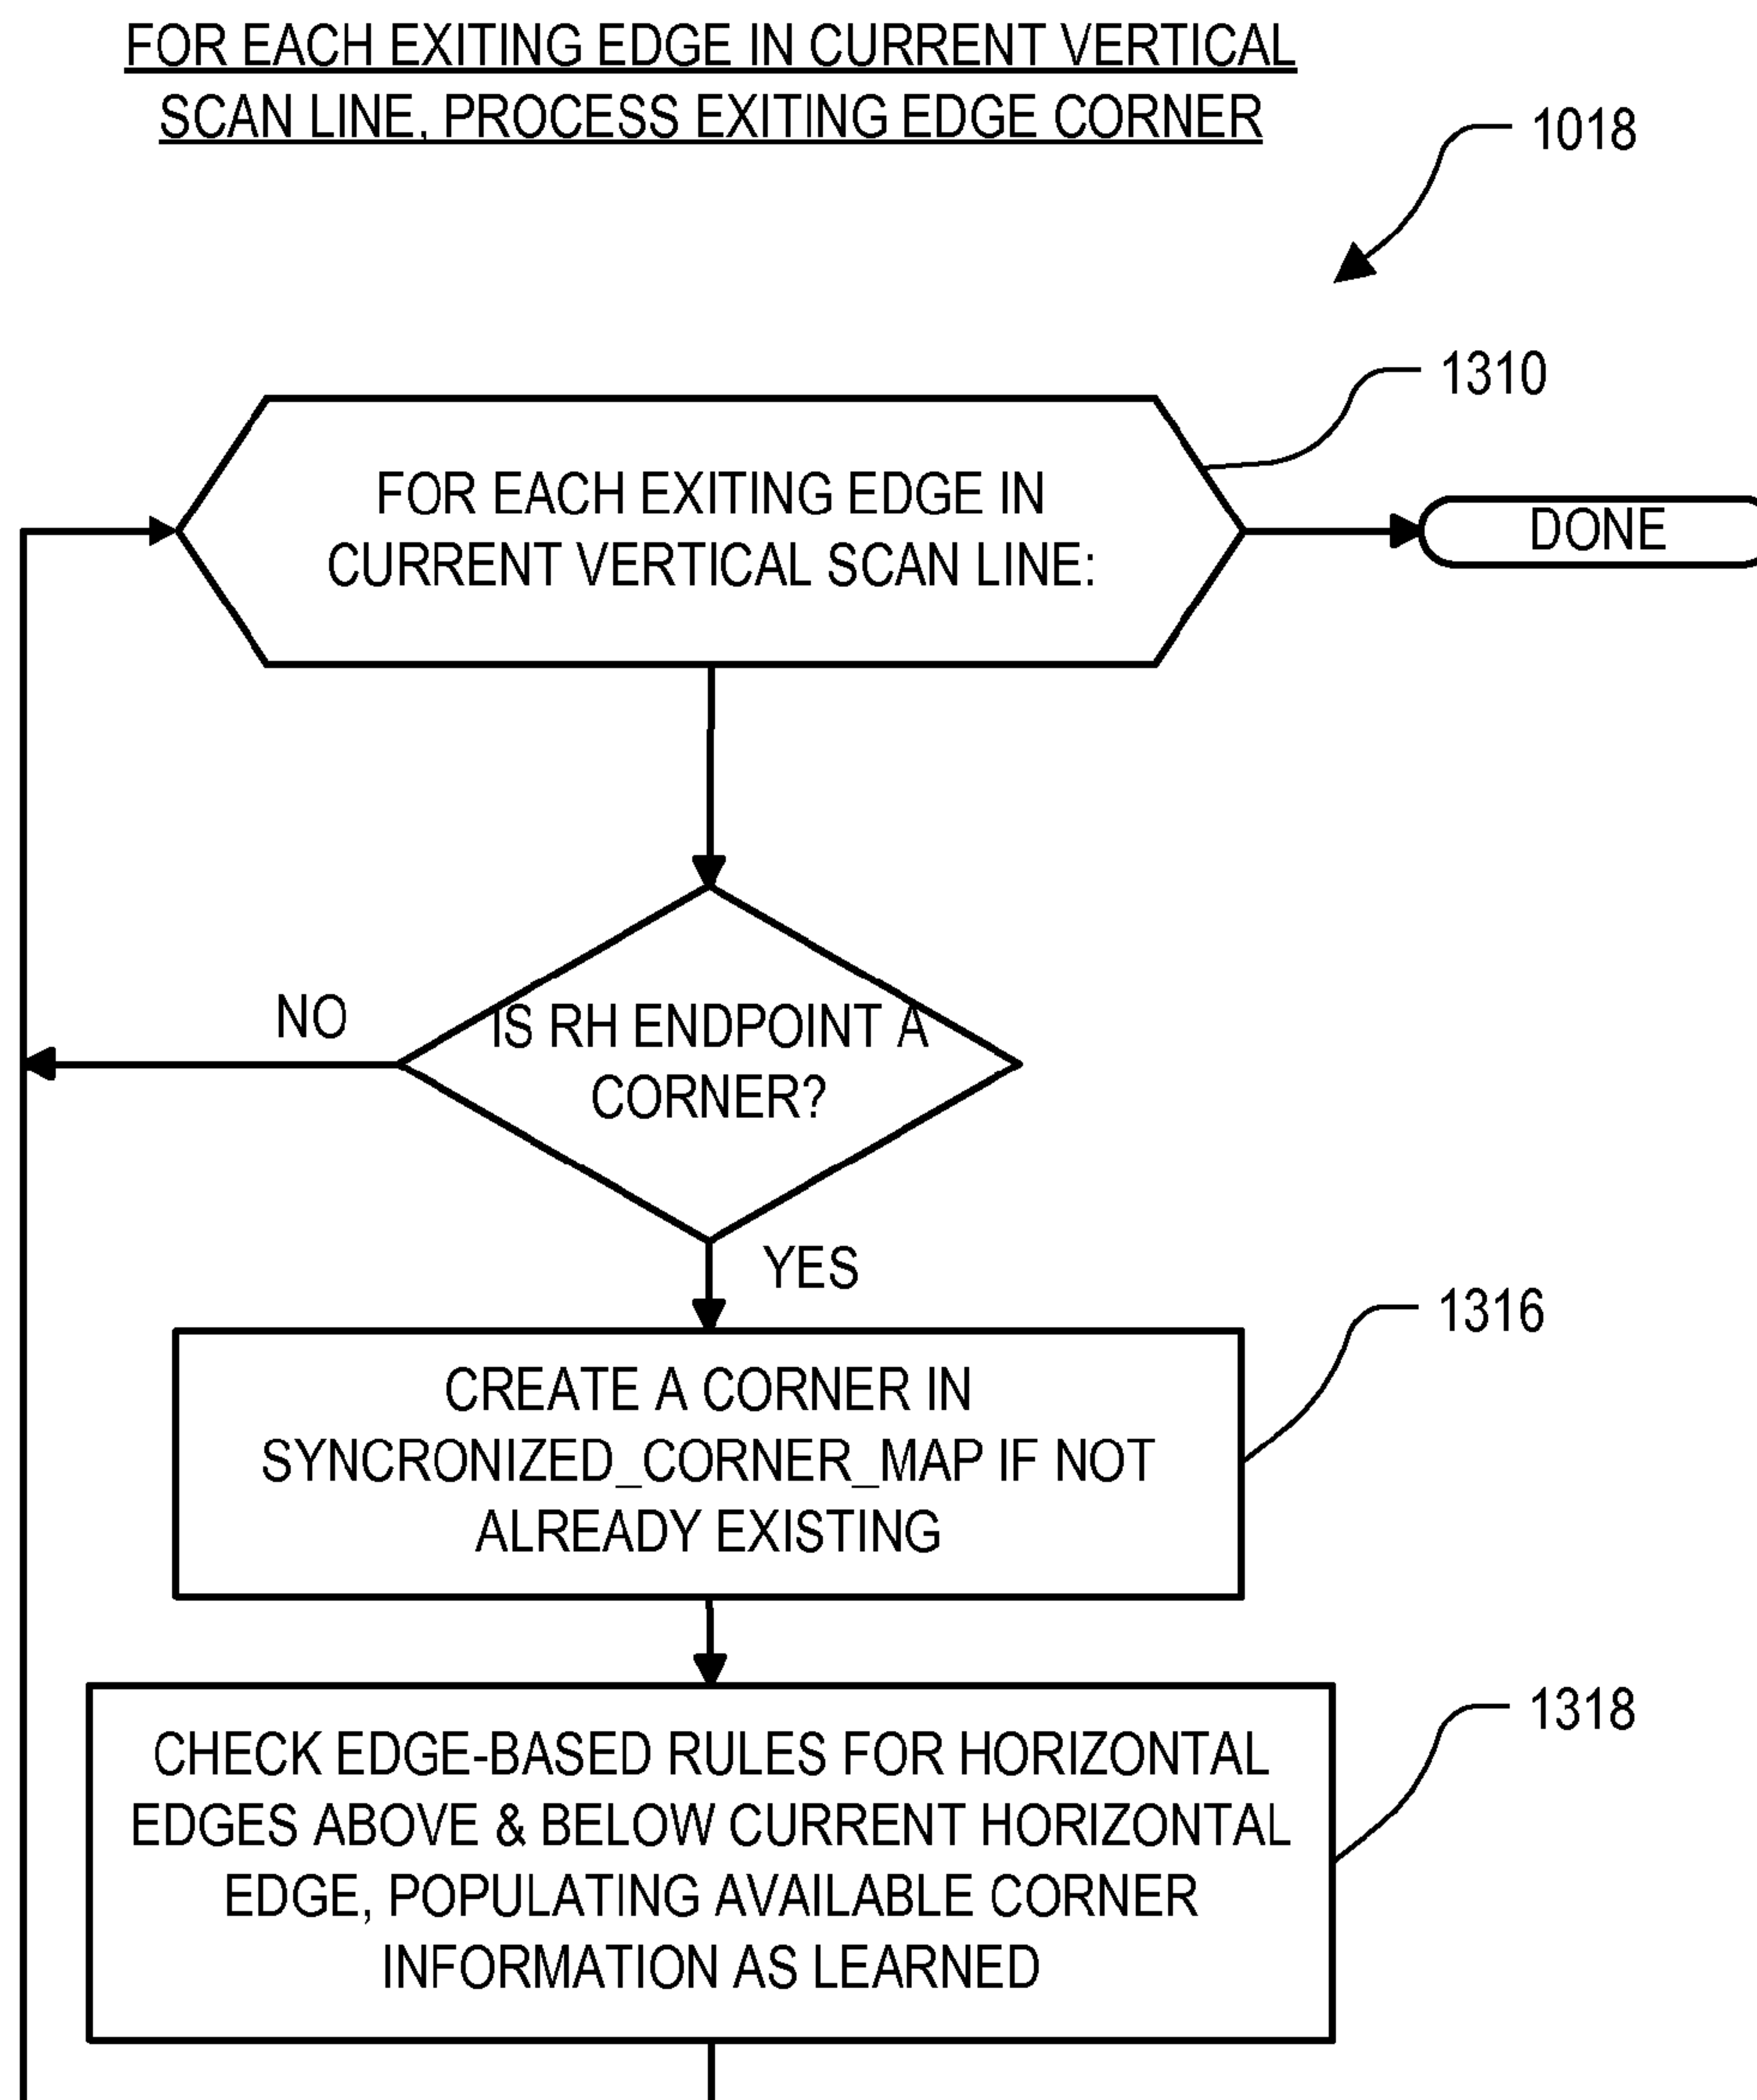 FOR EACH EXITING EDGE IN CURRENT VERTICAL
SCAN LINE, PROCESS EXITING EDGE CORNER
1018
1310
FOR EACH EXITING EDGE IN
CURRENT VERTICAL SCAN LINE:
DONE
NO
IS RH ENDPOINT A
CORNER?
YES
1316
CREATE A CORNER IN
SYNCRONIZED_CORNER_MAP IF NOT
ALREADY EXISTING
1318
CHECK EDGE-BASED RULES FOR HORIZONTAL
EDGES ABOVE & BELOW CURRENT HORIZONTAL
EDGE, POPULATING AVAILABLE CORNER
INFORMATION AS LEARNED